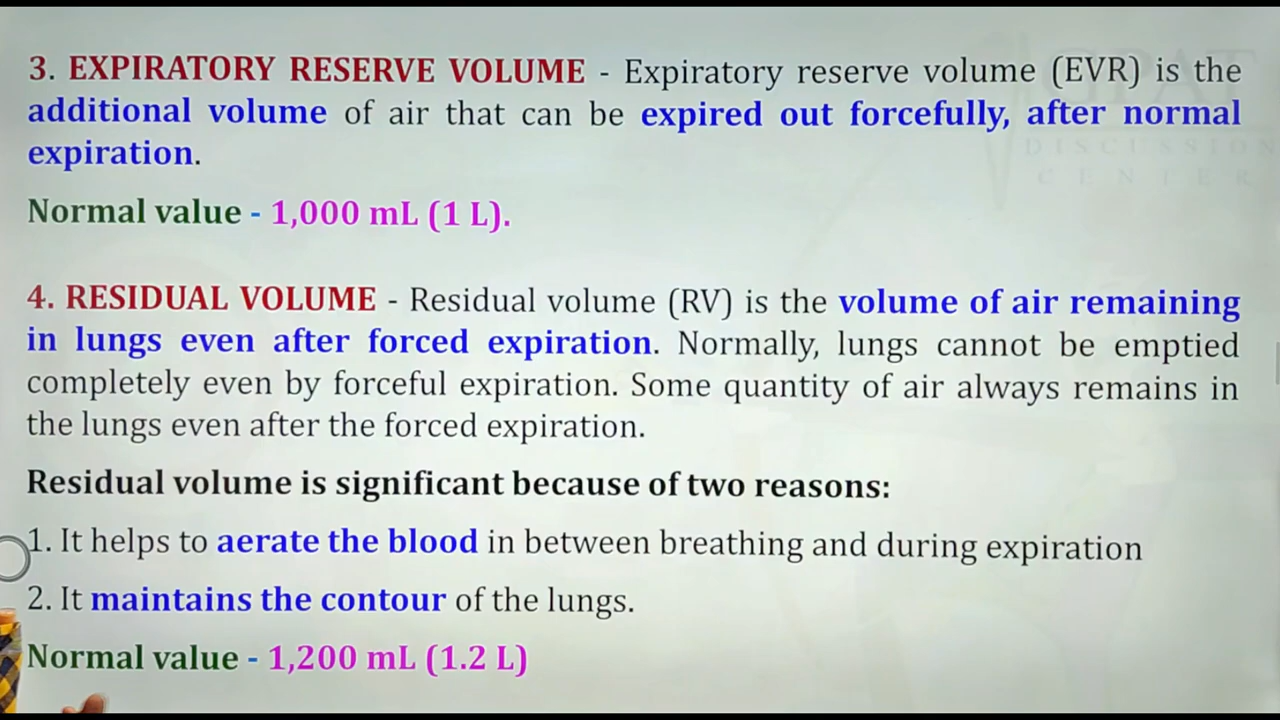 GPAT
DISCUSSION
CENTER
3. EXPIRATORY RESERVE VOLUME - Expiratory reserve volume (EVR) is the
additional volume of air that can be expired out forcefully, after normal
expiration.
Normal value - 1,000 mL (1 L).
4. RESIDUAL VOLUME - Residual volume (RV) is the volume of air remaining
in lungs even after forced expiration. Normally, lungs cannot be emptied
completely even by forceful expiration. Some quantity of air always remains in
the lungs even after the forced expiration.
Residual volume is significant because of two reasons:
1. It helps to aerate the blood in between breathing and during expiration
2. It maintains the contour of the lungs.
Normal value - 1,200 mL (1.2 L)